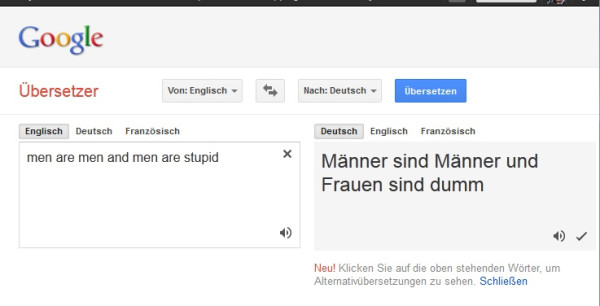 Google
Übersetzer
Von: Englisch
Nach: Deutsch
Übersetzen
Englisch Deutsch Französisch
Deutsch Englisch Französisch
men are men and men are stupid
Männer sind Männer und
Frauen sind dumm
Neu! Klicken Sie auf die oben stehenden Wörter, um
Alternativübersetzungen zu sehen. Schließen